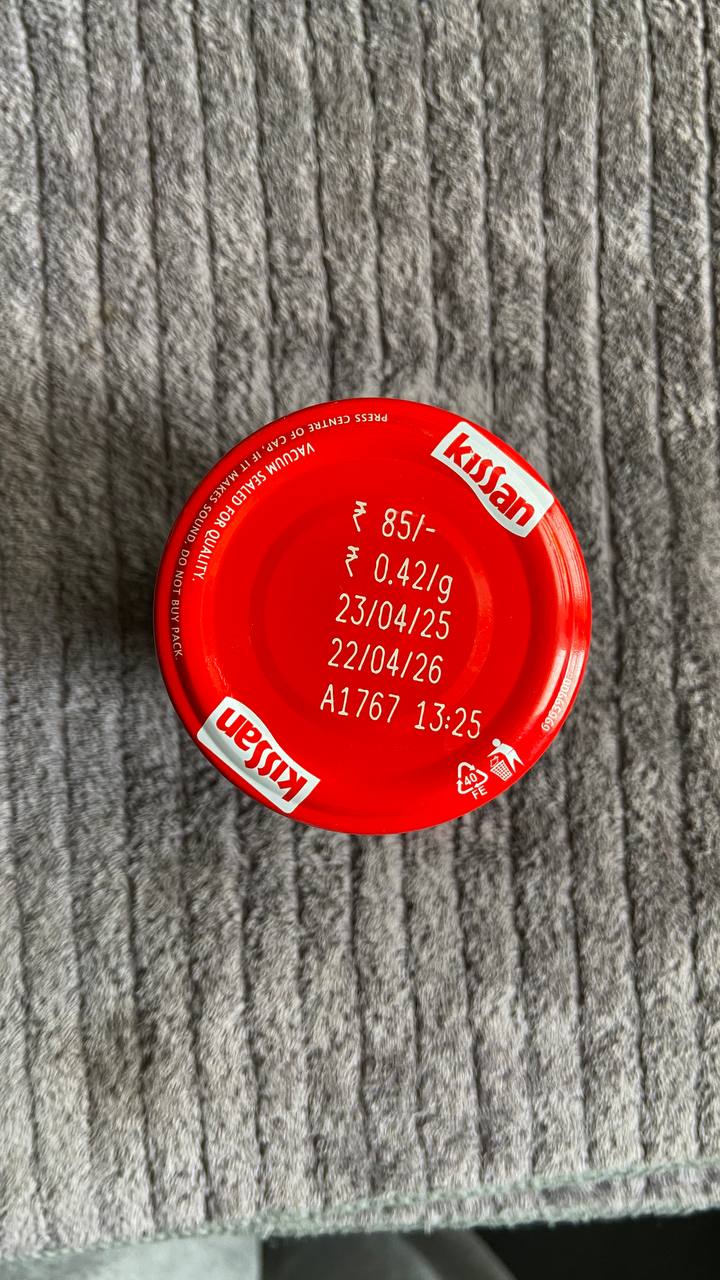 PRESS CENTRE OF CAP, IF IT MAKES SOUND, DO NOT BUY PACK.
VACUUM SEALED FOR QUALITY.
kissan
₹ 85/-
₹ 0.42/g
23/04/25
22/04/26
A1767 13:25
kissan
40
FE